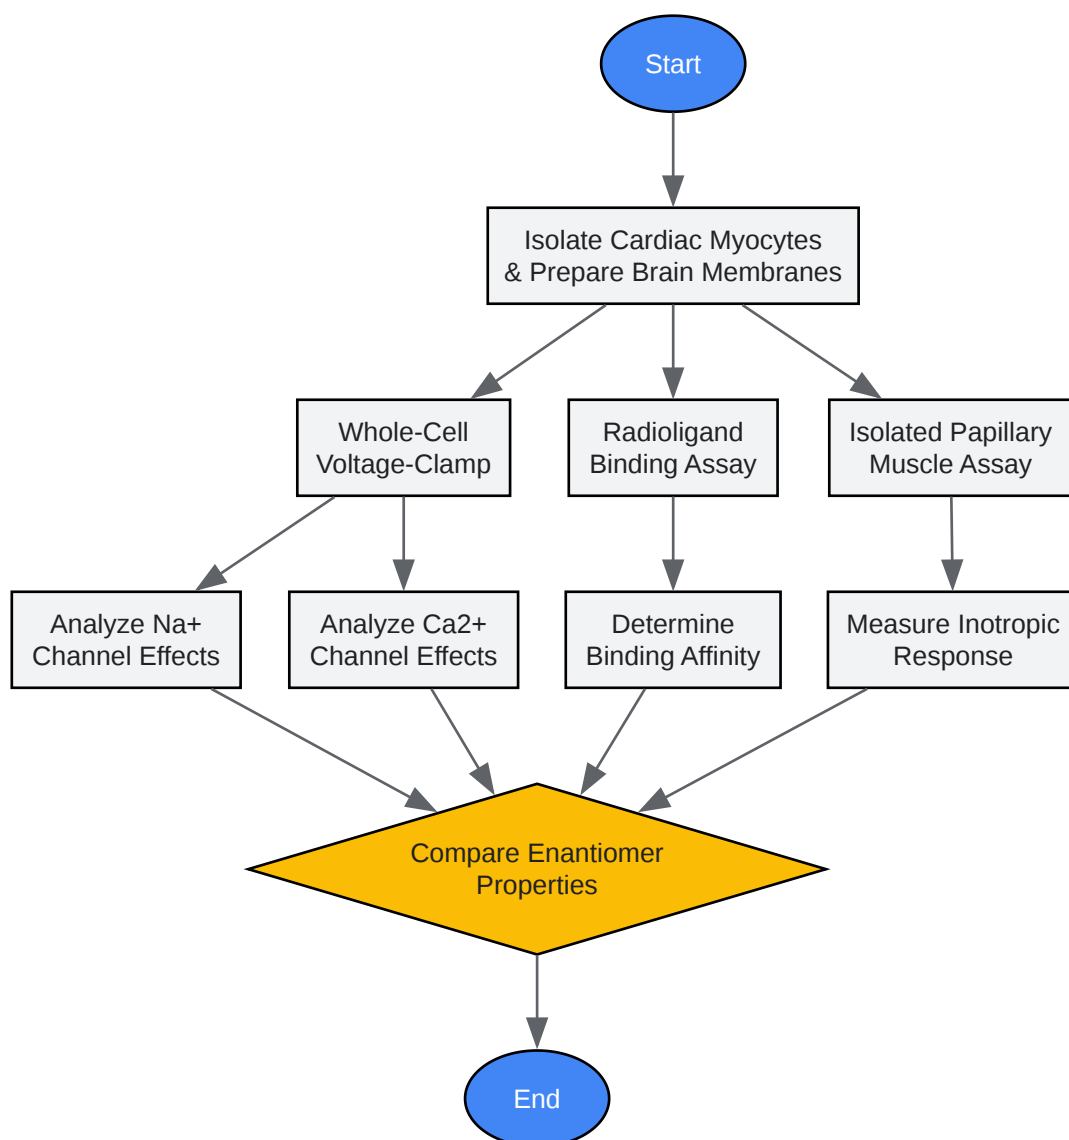 Start
Isolate Cardiac Myocytes
& Prepare Brain Membranes
Whole-Cell
Voltage-Clamp
Radioligand
Binding Assay
Isolated Papillary
Muscle Assay
Analyze Na+
Channel Effects
Analyze Ca2+
Channel Effects
Determine
Binding Affinity
Measure Inotropic
Response
Compare Enantiomer
Properties
End